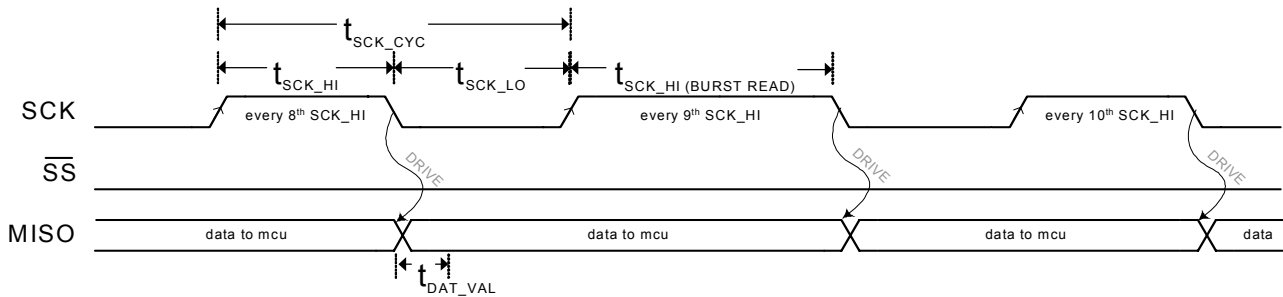 tSCK_CYC
tSCK_HI tSCK_LO tSCK_HI (BURST READ)
SCK every 8th SCK_HI every 9th SCK_HI every 10th SCK_HI
DRIVE DRIVE DRIVE
SS
MISO data to mcu data to mcu data to mcu data
tDAT_VAL